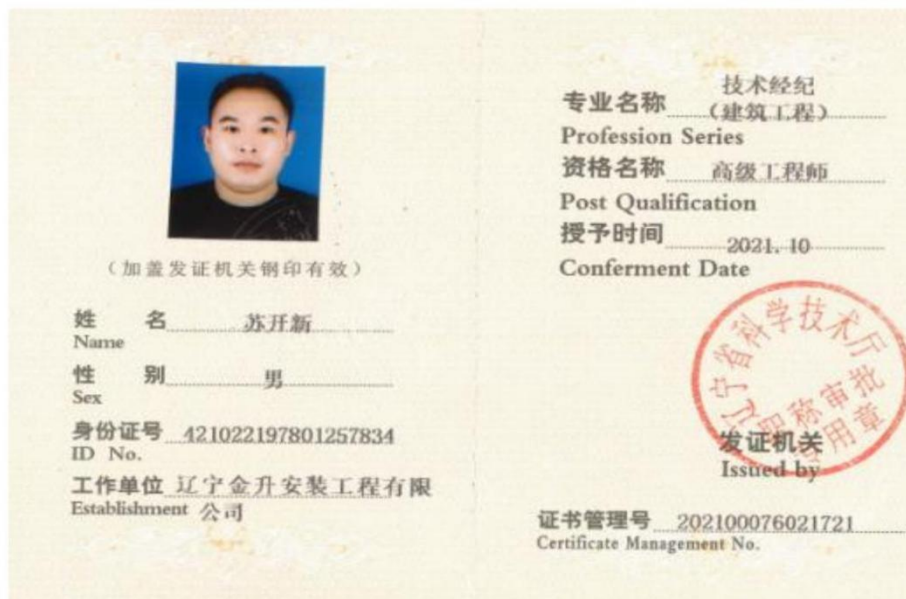 （加盖发证机关钢印有效）
姓 名 苏开新
Name
性 别 男
Sex
身份证号 421022197801257834
ID No.
工作单位 辽宁金升安装工程有限
Establishment 公司
技术经纪
专业名称 （建筑工程）
Profession Series
资格名称 高级工程师
Post Qualification
授予时间 2021.10
Conferment Date
辽宁省科学技术厅
职称审批
专用章
发证机关
Issued by
证书管理号 202100076021721
Certificate Management No.